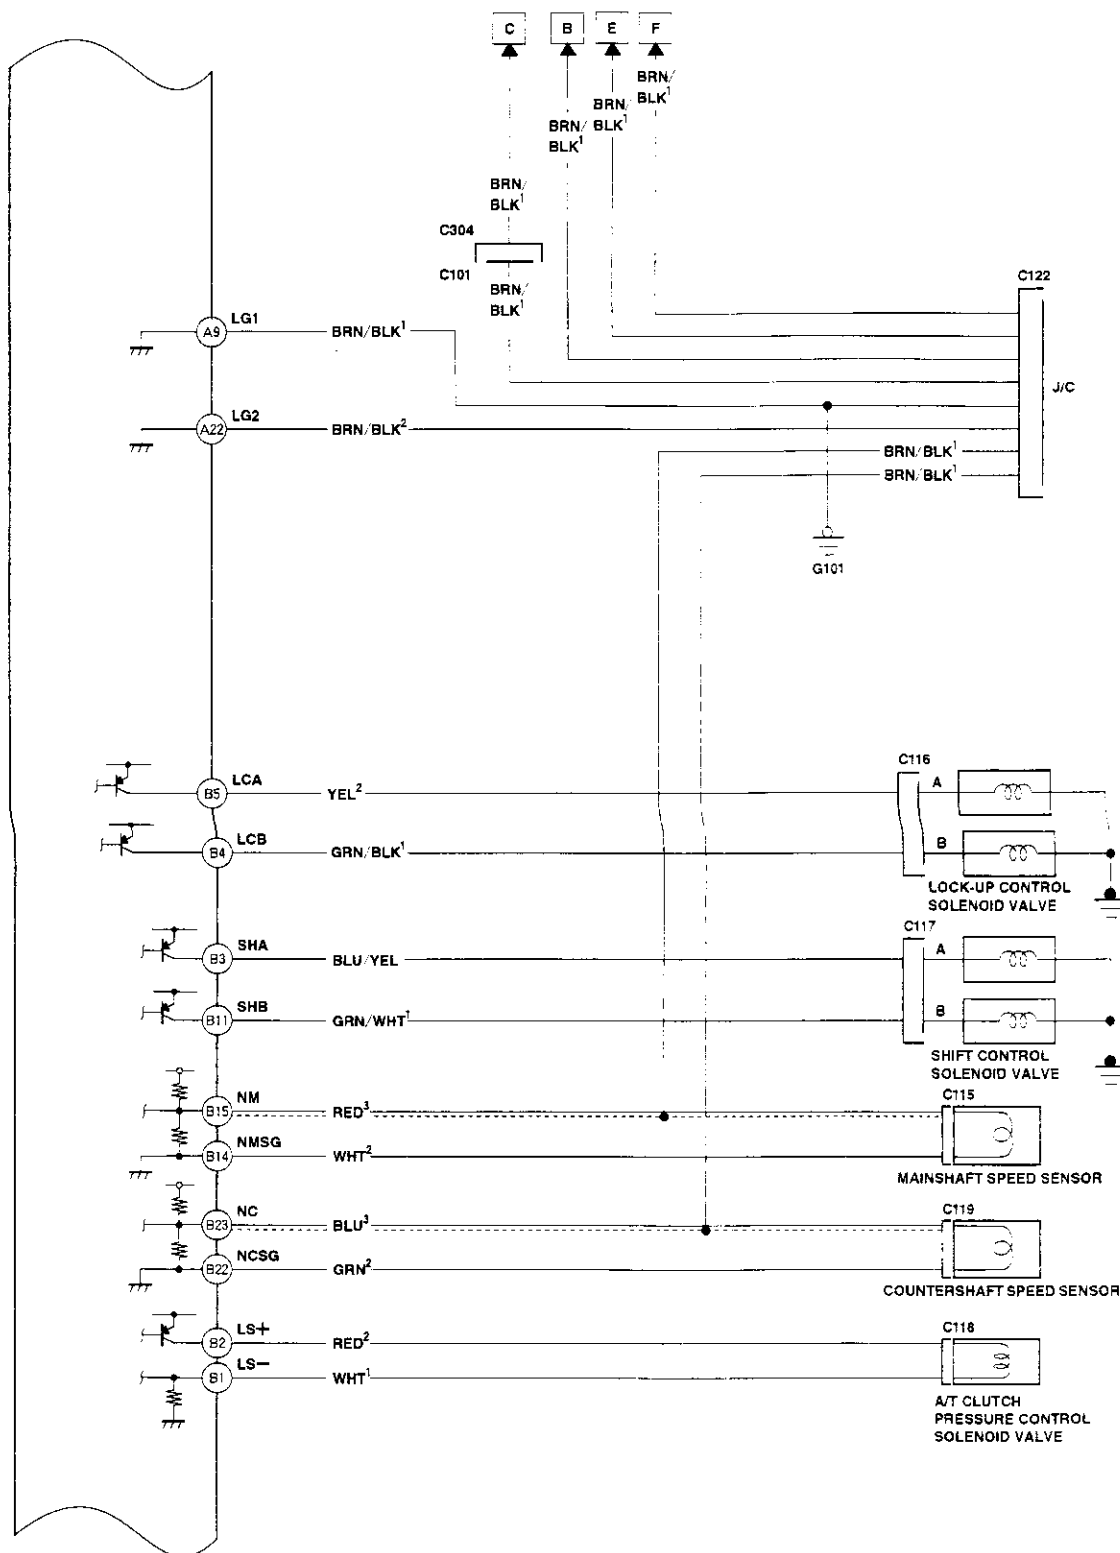 C B E F
BRN/
BLK¹
BRN/
BLK¹
BRN/
BLK¹
BRN/
BLK¹
C304
C101
BRN/
BLK¹
C122
A9 LG1
BRN/BLK¹
J/C
A22 LG2
BRN/BLK²
BRN/BLK¹
BRN/BLK¹
G101
B5 LCA
YEL²
C116
A
B4 LCB
GRN/BLK¹
B
LOCK-UP CONTROL
SOLENOID VALVE
C117
B3 SHA
BLU/YEL
A
B11 SHB
GRN/WHT¹
B
SHIFT CONTROL
SOLENOID VALVE
C115
B15 NM
RED³
B14 NMSG
WHT²
MAINSHAFT SPEED SENSOR
C119
B23 NC
BLU³
B22 NCSG
GRN²
COUNTERSHAFT SPEED SENSOR
C118
B2 LS+
RED²
B1 LS−
WHT¹
A/T CLUTCH
PRESSURE CONTROL
SOLENOID VALVE